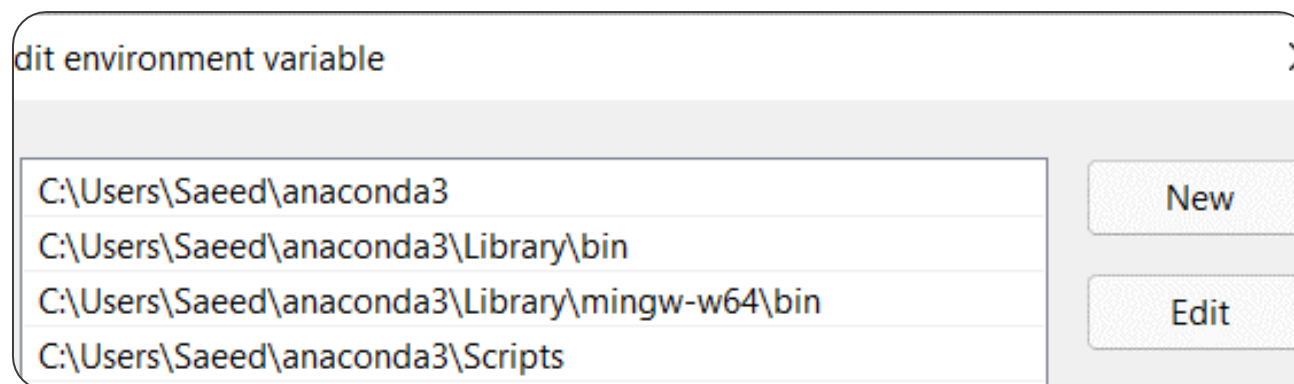 dit environment variable
C:\Users\Saeed\anaconda3
New
C:\Users\Saeed\anaconda3\Library\bin
C:\Users\Saeed\anaconda3\Library\mingw-w64\bin
Edit
C:\Users\Saeed\anaconda3\Scripts